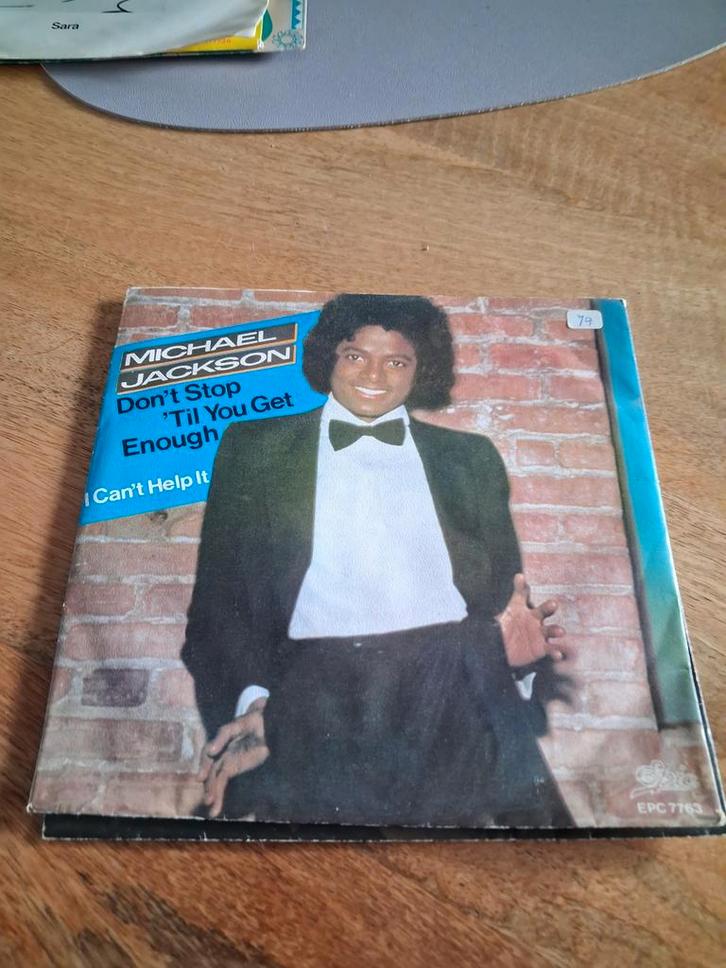 Sara
MICHAEL
JACKSON
Don't Stop
'Til You Get
Enough
I Can't Help It
79
Epic
EPC 7763